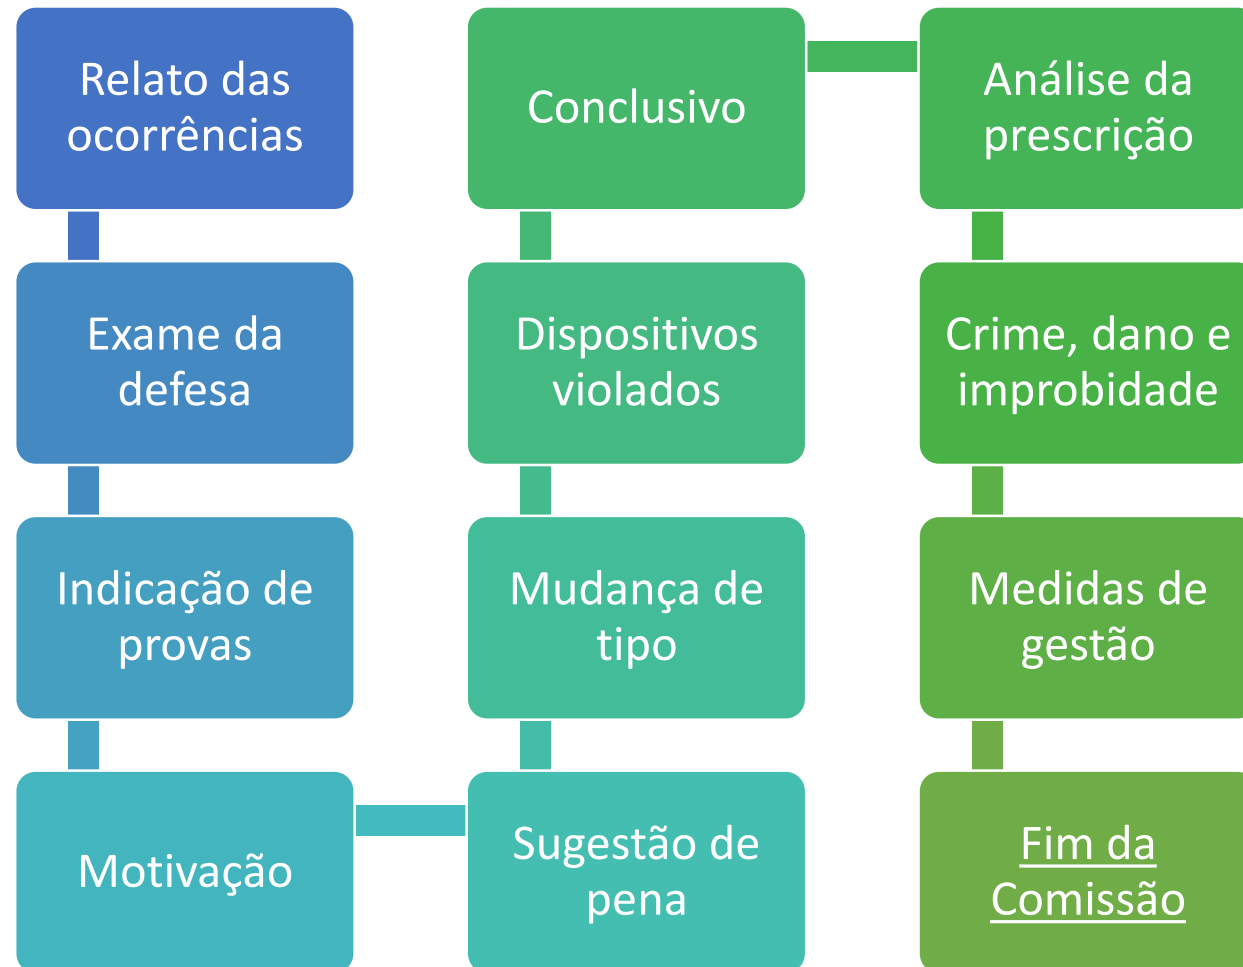 Relato das
ocorrências
Exame da
defesa
Indicação de
provas
Motivação
Sugestão de
pena
Mudança de
tipo
Dispositivos
violados
Conclusivo
Análise da
prescrição
Crime, dano e
improbidade
Medidas de
gestão
Fim da
Comissão